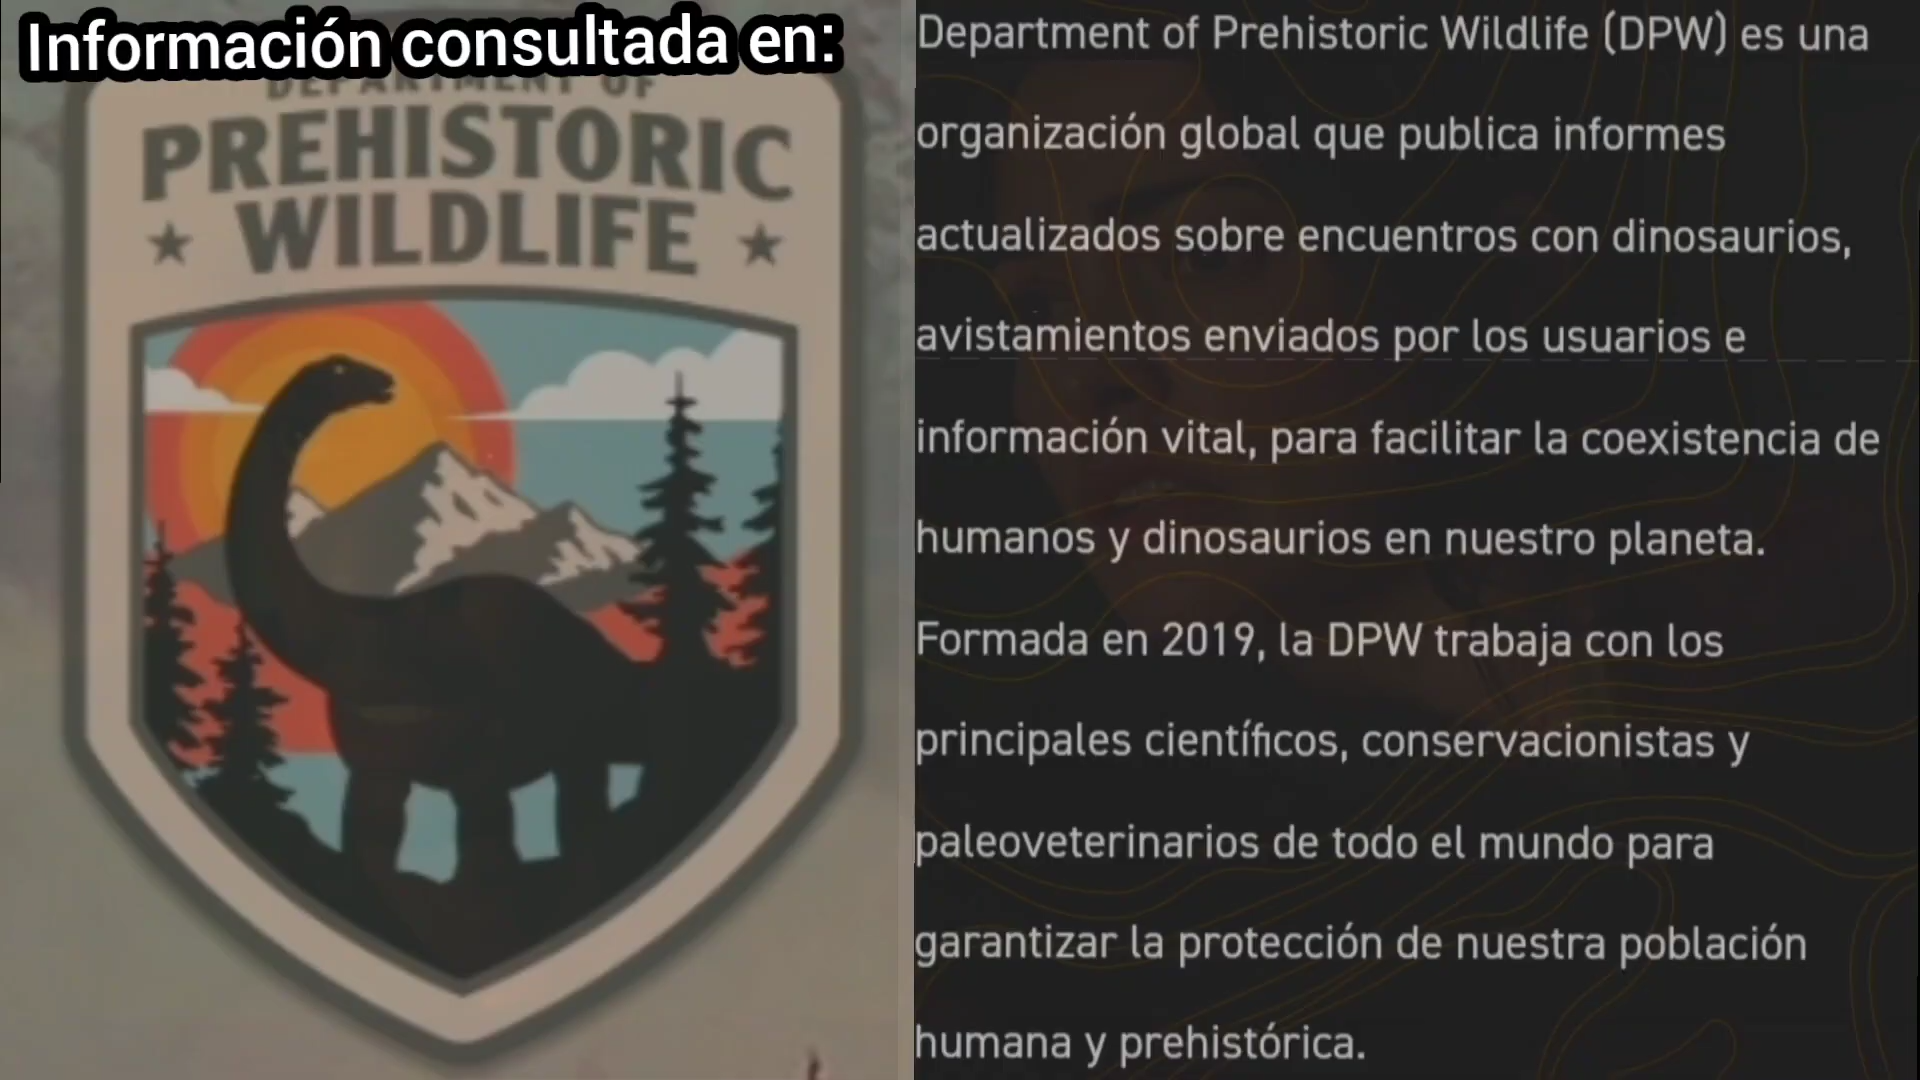 Información consultada en:
DEPARTMENT OF
PREHISTORIC
WILDLIFE
Department of Prehistoric Wildlife (DPW) es una
organización global que publica informes
actualizados sobre encuentros con dinosaurios,
avistamientos enviados por los usuarios e
información vital, para facilitar la coexistencia de
humanos y dinosaurios en nuestro planeta.
Formada en 2019, la DPW trabaja con los
principales científicos, conservacionistas y
paleoveterinarios de todo el mundo para
garantizar la protección de nuestra población
humana y prehistórica.